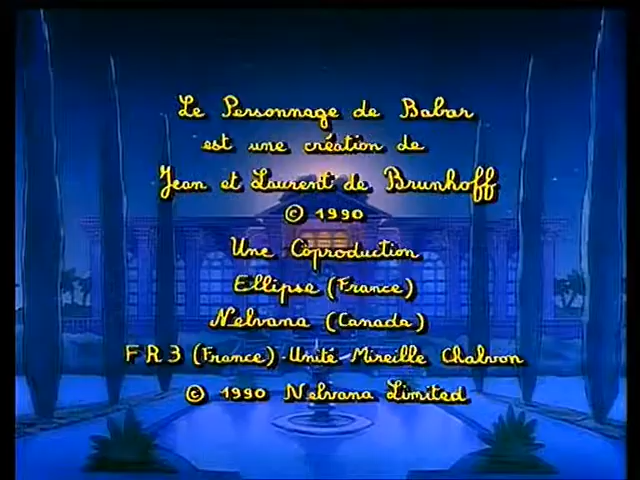 Le Personnage de Babar
est une création de
Jean et Laurent de Brunhoff
© 1990
Une Coproduction
Ellipse (France)
Nelvana (Canada)
FR3 (France) - Unité Mireille Chalvon
© 1990 Nelvana Limited